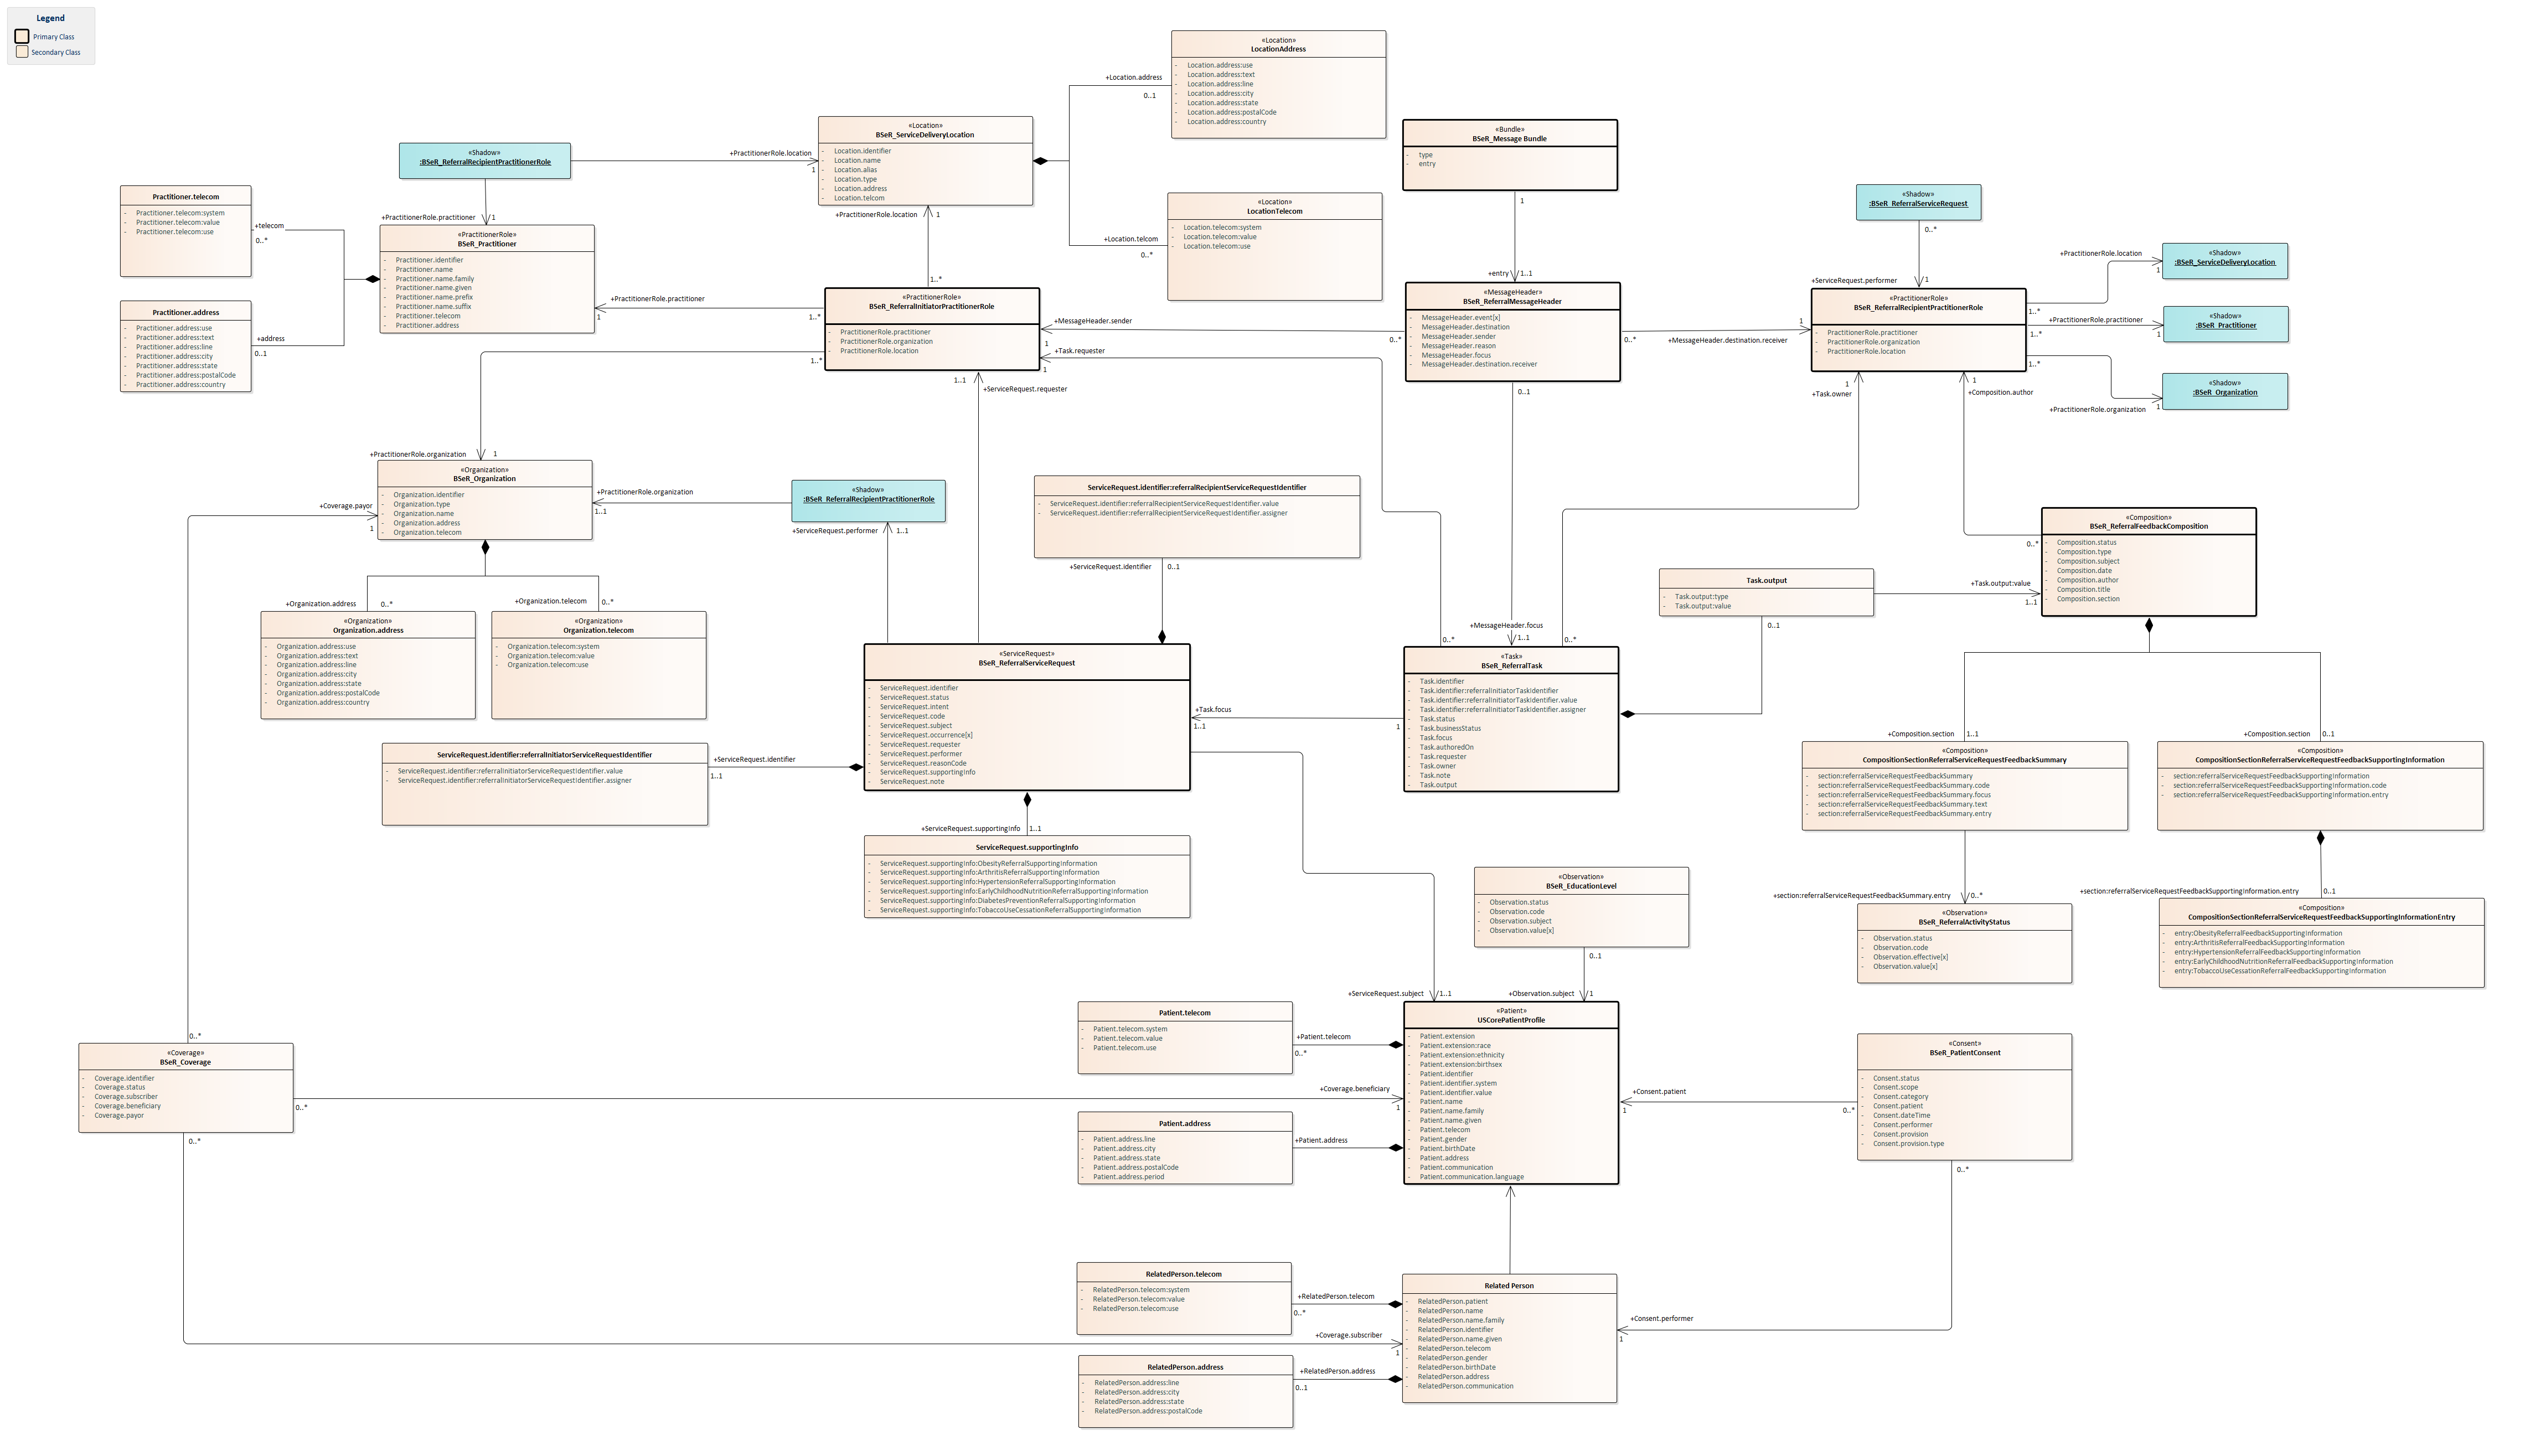 Legend
Primary Class
Secondary Class
«Location»
LocationAddress
- Location.address:use
- Location.address:text
- Location.address:line
- Location.address:city
- Location.address:state
- Location.address:postalCode
- Location.address:country
+Location.address
0..1
«Location»
BSeR_ServiceDeliveryLocation
- Location.identifier
- Location.name
- Location.alias
- Location.type
- Location.address
- Location.telcom
«Bundle»
BSeR_Message Bundle
- type
- entry
1
«Shadow»
:BSeR_ReferralRecipientPractitionerRole
+PractitionerRole.location
1
+PractitionerRole.practitioner
1
Practitioner.telecom
- Practitioner.telecom:system
- Practitioner.telecom:value
- Practitioner.telecom:use
+telecom
0..*
«PractitionerRole»
BSeR_Practitioner
- Practitioner.identifier
- Practitioner.name
- Practitioner.name.family
- Practitioner.name.given
- Practitioner.name.prefix
- Practitioner.name.suffix
- Practitioner.telecom
- Practitioner.address
Practitioner.address
- Practitioner.address:use
- Practitioner.address:text
- Practitioner.address:line
- Practitioner.address:city
- Practitioner.address:state
- Practitioner.address:postalCode
- Practitioner.address:country
+address
0..1
+PractitionerRole.location
1
1..*
«Location»
LocationTelecom
- Location.telecom:system
- Location.telecom:value
- Location.telecom:use
+Location.telcom
0..*
«Shadow»
:BSeR_ReferralServiceRequest
0..*
+ServiceRequest.performer
1
+PractitionerRole.practitioner
1
1..*
«PractitionerRole»
BSeR_ReferralInitiatorPractitionerRole
- PractitionerRole.practitioner
- PractitionerRole.organization
- PractitionerRole.location
1..*
+entry
1..1
«MessageHeader»
BSeR_ReferralMessageHeader
- MessageHeader.event[x]
- MessageHeader.destination
- MessageHeader.sender
- MessageHeader.reason
- MessageHeader.focus
- MessageHeader.destination.receiver
+MessageHeader.sender
1
0..*
+Task.requester
1
0..*
+MessageHeader.destination.receiver
1
«PractitionerRole»
BSeR_ReferralRecipientPractitionerRole
- PractitionerRole.practitioner
- PractitionerRole.organization
- PractitionerRole.location
+PractitionerRole.location
1
1..*
«Shadow»
:BSeR_ServiceDeliveryLocation
+PractitionerRole.practitioner
1..*
1
«Shadow»
:BSeR_Practitioner
1..*
+PractitionerRole.organization
1
«Shadow»
:BSeR_Organization
1..1
+ServiceRequest.requester
0..1
1
+Task.owner
1
+Composition.author
+PractitionerRole.organization
1
«Organization»
BSeR_Organization
- Organization.identifier
- Organization.type
- Organization.name
- Organization.address
- Organization.telecom
+Coverage.payor
1
+PractitionerRole.organization
1..1
«Shadow»
:BSeR_ReferralRecipientPractitionerRole
+ServiceRequest.performer
1..1
ServiceRequest.identifier:referralRecipientServiceRequestIdentifier
- ServiceRequest.identifier:referralRecipientServiceRequestIdentifier.value
- ServiceRequest.identifier:referralRecipientServiceRequestIdentifier.assigner
+ServiceRequest.identifier
0..1
«Composition»
BSeR_ReferralFeedbackComposition
- Composition.status
- Composition.type
- Composition.subject
- Composition.date
- Composition.author
- Composition.title
- Composition.section
0..*
Task.output
- Task.output:type
- Task.output:value
+Task.output:value
1..1
0..1
+Organization.address
0..*
+Organization.telecom
0..*
«Organization»
Organization.address
- Organization.address:use
- Organization.address:text
- Organization.address:line
- Organization.address:city
- Organization.address:state
- Organization.address:postalCode
- Organization.address:country
«Organization»
Organization.telecom
- Organization.telecom:system
- Organization.telecom:value
- Organization.telecom:use
«ServiceRequest»
BSeR_ReferralServiceRequest
- ServiceRequest.identifier
- ServiceRequest.status
- ServiceRequest.intent
- ServiceRequest.code
- ServiceRequest.subject
- ServiceRequest.occurrence[x]
- ServiceRequest.requester
- ServiceRequest.performer
- ServiceRequest.reasonCode
- ServiceRequest.supportingInfo
- ServiceRequest.note
0..*
+MessageHeader.focus
1..1
0..*
«Task»
BSeR_ReferralTask
- Task.identifier
- Task.identifier:referralInitiatorTaskIdentifier
- Task.identifier:referralInitiatorTaskIdentifier.value
- Task.identifier:referralInitiatorTaskIdentifier.assigner
- Task.status
- Task.businessStatus
- Task.focus
- Task.authoredOn
- Task.requester
- Task.owner
- Task.note
- Task.output
+Task.focus
1..1
1
ServiceRequest.identifier:referralInitiatorServiceRequestIdentifier
- ServiceRequest.identifier:referralInitiatorServiceRequestIdentifier.value
- ServiceRequest.identifier:referralInitiatorServiceRequestIdentifier.assigner
+ServiceRequest.identifier
1..1
+ServiceRequest.supportingInfo
1..1
ServiceRequest.supportingInfo
- ServiceRequest.supportingInfo:ObesityReferralSupportingInformation
- ServiceRequest.supportingInfo:ArthritisReferralSupportingInformation
- ServiceRequest.supportingInfo:HypertensionReferralSupportingInformation
- ServiceRequest.supportingInfo:EarlyChildhoodNutritionReferralSupportingInformation
- ServiceRequest.supportingInfo:DiabetesPreventionReferralSupportingInformation
- ServiceRequest.supportingInfo:TobaccoUseCessationReferralSupportingInformation
+Composition.section
1..1
«Composition»
CompositionSectionReferralServiceRequestFeedbackSummary
- section:referralServiceRequestFeedbackSummary
- section:referralServiceRequestFeedbackSummary.code
- section:referralServiceRequestFeedbackSummary.focus
- section:referralServiceRequestFeedbackSummary.text
- section:referralServiceRequestFeedbackSummary.entry
+Composition.section
0..1
«Composition»
CompositionSectionReferralServiceRequestFeedbackSupportingInformation
- section:referralServiceRequestFeedbackSupportingInformation
- section:referralServiceRequestFeedbackSupportingInformation.code
- section:referralServiceRequestFeedbackSupportingInformation.entry
«Observation»
BSeR_EducationLevel
- Observation.status
- Observation.code
- Observation.subject
- Observation.value[x]
0..1
+section:referralServiceRequestFeedbackSummary.entry
0..*
«Observation»
BSeR_ReferralActivityStatus
- Observation.status
- Observation.code
- Observation.effective[x]
- Observation.value[x]
+section:referralServiceRequestFeedbackSupportingInformation.entry
0..1
«Composition»
CompositionSectionReferralServiceRequestFeedbackSupportingInformationEntry
- entry:ObesityReferralFeedbackSupportingInformation
- entry:ArthritisReferralFeedbackSupportingInformation
- entry:HypertensionReferralFeedbackSupportingInformation
- entry:EarlyChildhoodNutritionReferralFeedbackSupportingInformation
- entry:TobaccoUseCessationReferralFeedbackSupportingInformation
+ServiceRequest.subject
1..1
+Observation.subject
1
«Patient»
USCorePatientProfile
- Patient.extension
- Patient.extension:race
- Patient.extension:ethnicity
- Patient.extension:birthsex
- Patient.identifier
- Patient.identifier.system
- Patient.identifier.value
- Patient.name
- Patient.name.family
- Patient.name.given
- Patient.telecom
- Patient.gender
- Patient.birthDate
- Patient.address
- Patient.communication
- Patient.communication.language
Patient.telecom
- Patient.telecom.system
- Patient.telecom.value
- Patient.telecom.use
+Patient.telecom
0..*
0..*
«Coverage»
BSeR_Coverage
- Coverage.identifier
- Coverage.status
- Coverage.subscriber
- Coverage.beneficiary
- Coverage.payor
0..*
+Coverage.beneficiary
1
0..*
Patient.address
- Patient.address.line
- Patient.address.city
- Patient.address.state
- Patient.address.postalCode
- Patient.address.period
+Patient.address
«Consent»
BSeR_PatientConsent
- Consent.status
- Consent.scope
- Consent.category
- Consent.patient
- Consent.dateTime
- Consent.performer
- Consent.provision
- Consent.provision.type
+Consent.patient
1
0..*
0..*
RelatedPerson.telecom
- RelatedPerson.telecom:system
- RelatedPerson.telecom:value
- RelatedPerson.telecom:use
+RelatedPerson.telecom
0..*
Related Person
- RelatedPerson.patient
- RelatedPerson.name
- RelatedPerson.name.family
- RelatedPerson.identifier
- RelatedPerson.name.given
- RelatedPerson.telecom
- RelatedPerson.gender
- RelatedPerson.birthDate
- RelatedPerson.address
- RelatedPerson.communication
+Consent.performer
1
+Coverage.subscriber
1
RelatedPerson.address
- RelatedPerson.address:line
- RelatedPerson.address:city
- RelatedPerson.address:state
- RelatedPerson.address:postalCode
+RelatedPerson.address
0..1